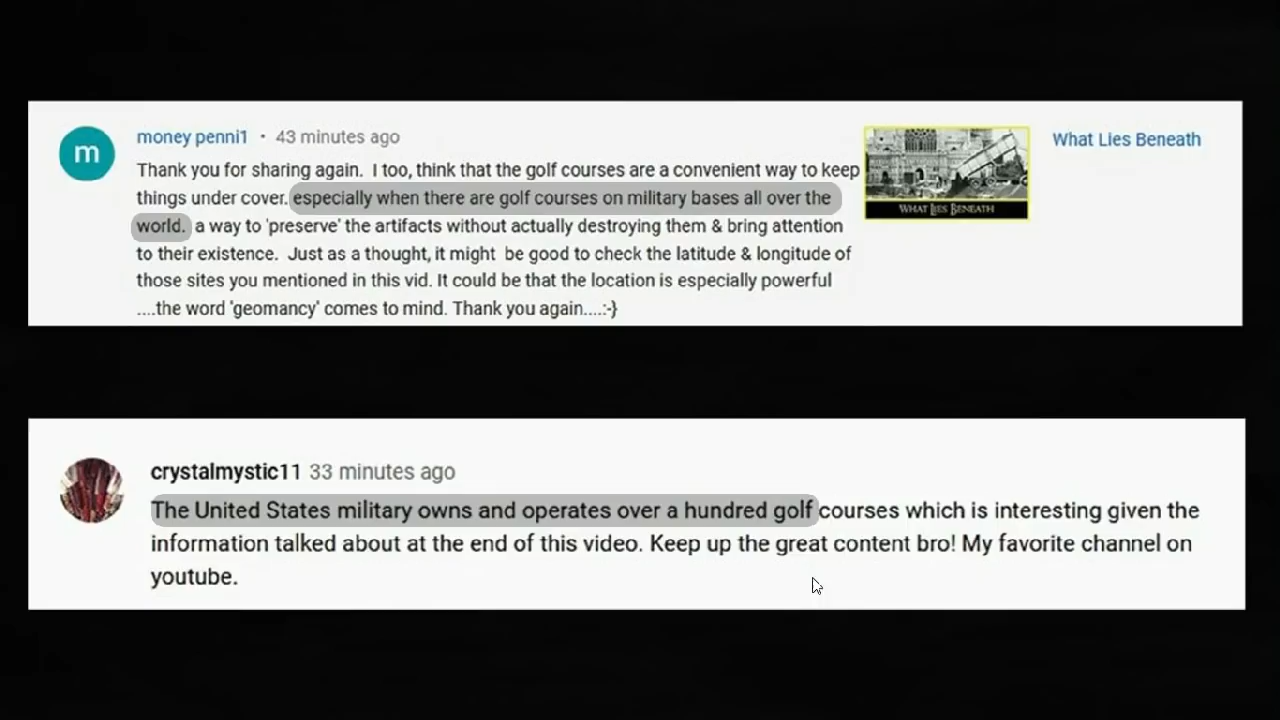 m
money penni1 · 43 minutes ago
Thank you for sharing again.  I too, think that the golf courses are a convenient way to keep
things under cover. especially when there are golf courses on military bases all over the
world.  a way to 'preserve' the artifacts without actually destroying them & bring attention
to their existence.  Just as a thought, it might  be good to check the latitude & longitude of
those sites you mentioned in this vid. It could be that the location is especially powerful
....the word 'geomancy' comes to mind. Thank you again....:-}
WHAT LIES BENEATH
What Lies Beneath
crystalmystic11 33 minutes ago
The United States military owns and operates over a hundred golf courses which is interesting given the
information talked about at the end of this video. Keep up the great content bro! My favorite channel on
youtube.